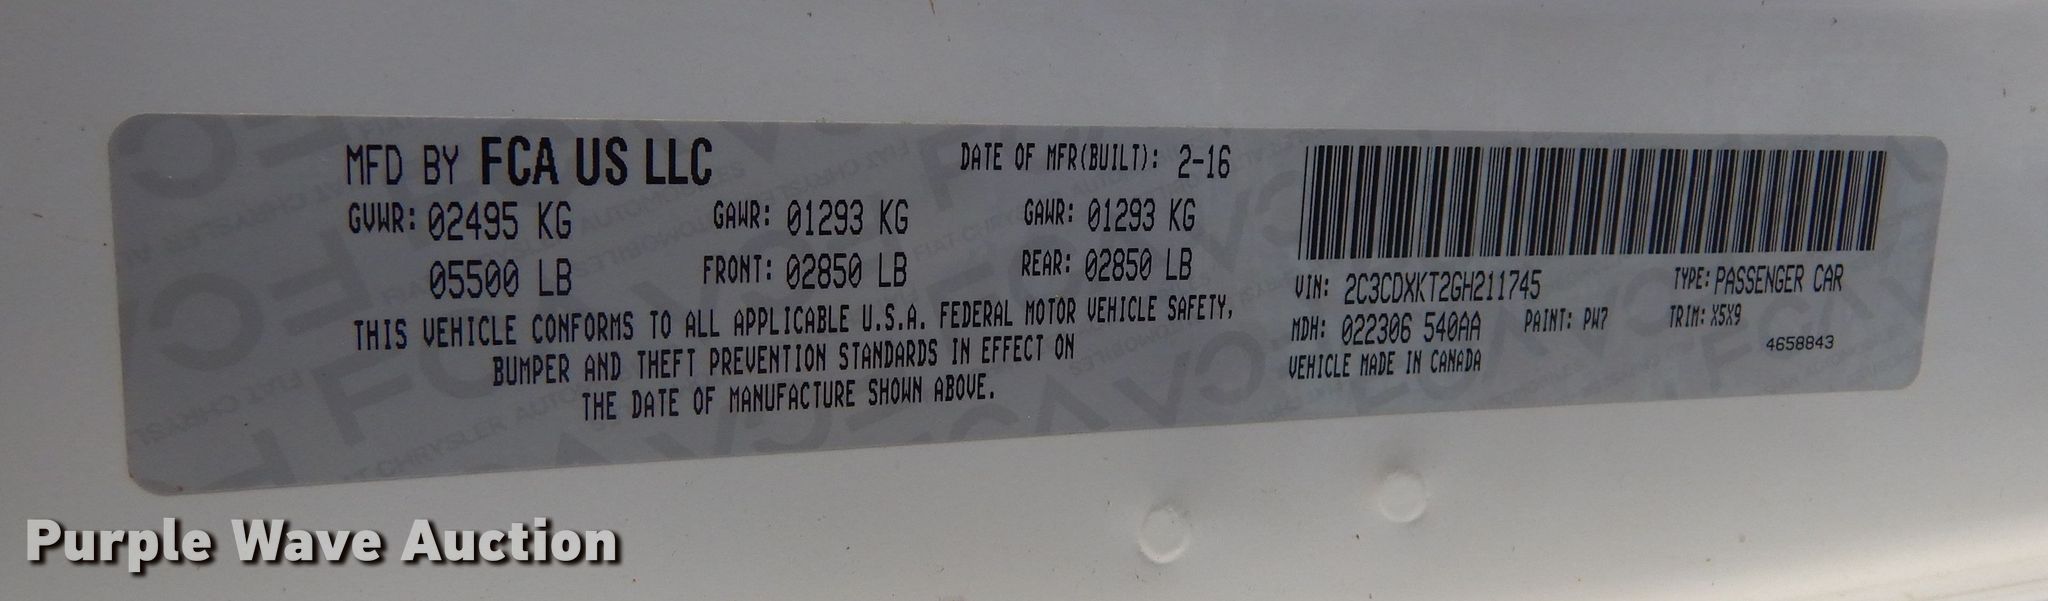 MFD BY FCA US LLC
DATE OF MFR(BUILT): 2-16
GVWR: 02495 KG
GAWR: 01293 KG
GAWR: 01293 KG
05500 LB
FRONT: 02850 LB
REAR: 02850 LB
THIS VEHICLE CONFORMS TO ALL APPLICABLE U.S.A. FEDERAL MOTOR VEHICLE SAFETY,
BUMPER AND THEFT PREVENTION STANDARDS IN EFFECT ON
THE DATE OF MANUFACTURE SHOWN ABOVE.
VIN: 2C3CDXKT2GH211745
TYPE: PASSENGER CAR
MDH: 022306 540AA
PAINT: PW7
TRIM: X5X9
VEHICLE MADE IN CANADA
4658843
Purple Wave Auction